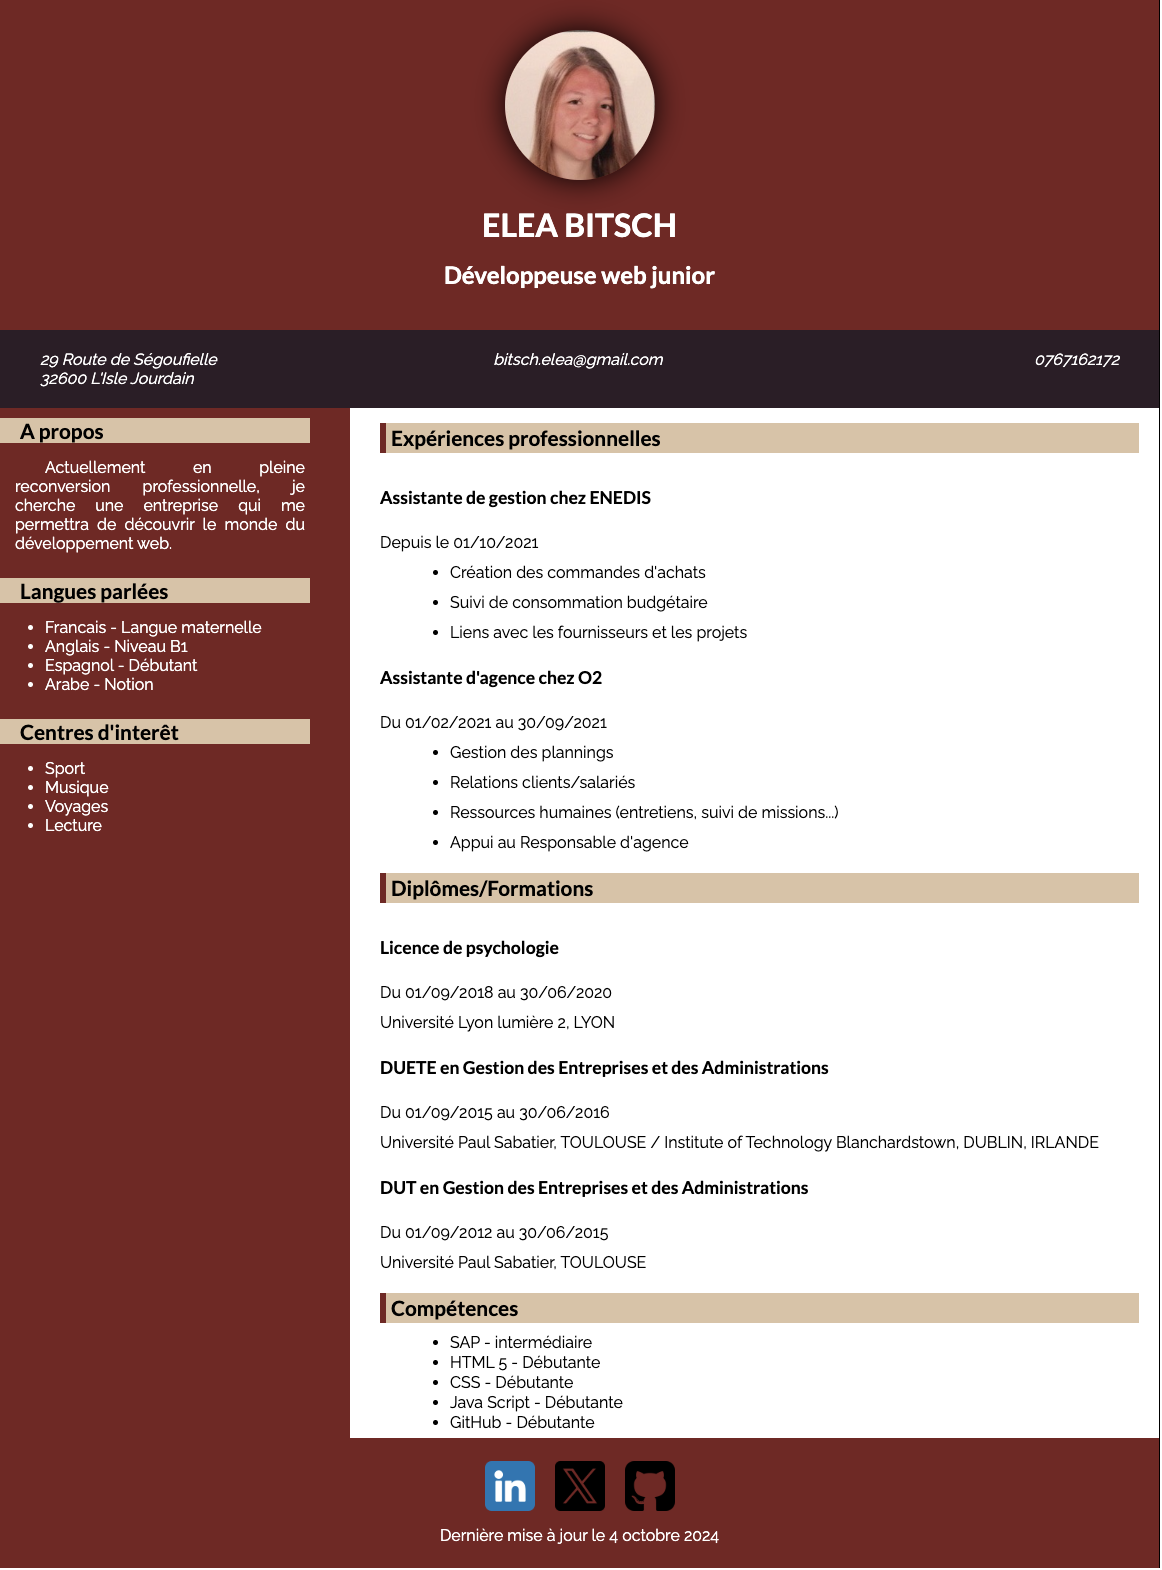 ELEA BITSCH
Développeuse web junior
29 Route de Ségoufielle
32600 L'Isle Jourdain
bitsch.elea@gmail.com
0767162172
A propos
Actuellement en pleine
reconversion professionnelle, je
cherche une entreprise qui me
permettra de découvrir le monde du
développement web.
Langues parlées
• Francais - Langue maternelle
• Anglais - Niveau B1
• Espagnol - Débutant
• Arabe - Notion
Centres d'interêt
• Sport
• Musique
• Voyages
• Lecture
Expériences professionnelles
Assistante de gestion chez ENEDIS
Depuis le 01/10/2021
• Création des commandes d'achats
• Suivi de consommation budgétaire
• Liens avec les fournisseurs et les projets
Assistante d'agence chez O2
Du 01/02/2021 au 30/09/2021
• Gestion des plannings
• Relations clients/salariés
• Ressources humaines (entretiens, suivi de missions...)
• Appui au Responsable d'agence
Diplômes/Formations
Licence de psychologie
Du 01/09/2018 au 30/06/2020
Université Lyon lumière 2, LYON
DUETE en Gestion des Entreprises et des Administrations
Du 01/09/2015 au 30/06/2016
Université Paul Sabatier, TOULOUSE / Institute of Technology Blanchardstown, DUBLIN, IRLANDE
DUT en Gestion des Entreprises et des Administrations
Du 01/09/2012 au 30/06/2015
Université Paul Sabatier, TOULOUSE
Compétences
• SAP - intermédiaire
• HTML 5 - Débutante
• CSS - Débutante
• Java Script - Débutante
• GitHub - Débutante
in
Dernière mise à jour le 4 octobre 2024